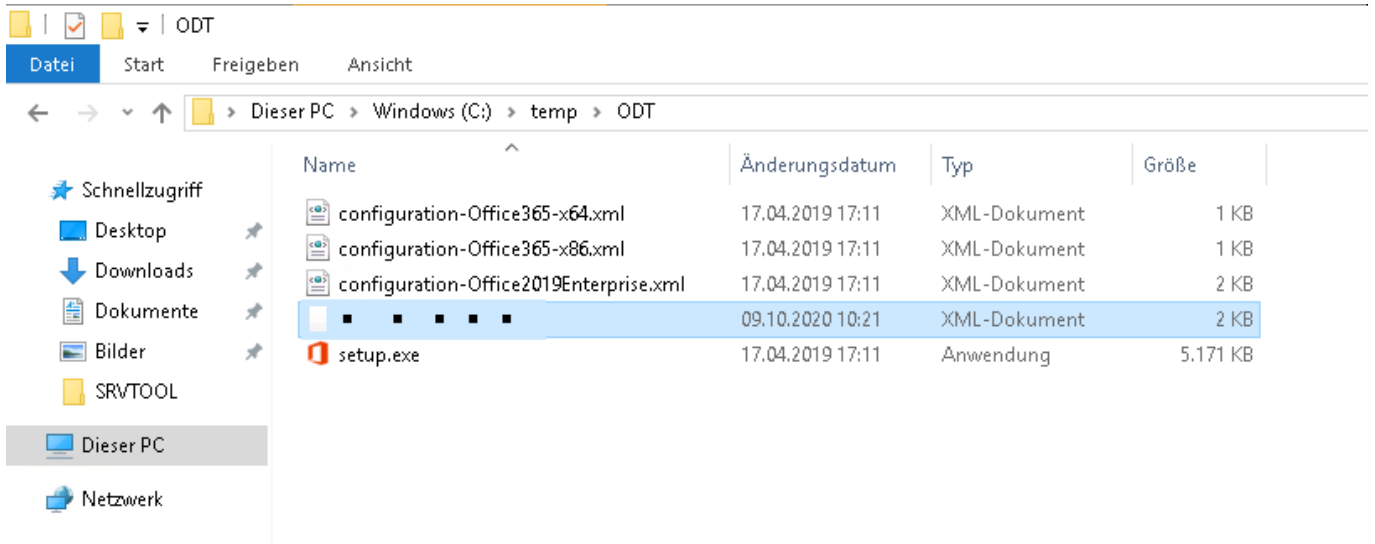 ODT
Datei Start Freigeben Ansicht
Dieser PC > Windows (C:) > temp > ODT
Name Änderungsdatum Typ Größe
Schnellzugriff
Desktop
Downloads
Dokumente
Bilder
SRVTOOL
Dieser PC
Netzwerk
configuration-Office365-x64.xml 17.04.2019 17:11 XML-Dokument 1 KB
configuration-Office365-x86.xml 17.04.2019 17:11 XML-Dokument 1 KB
configuration-Office2019Enterprise.xml 17.04.2019 17:11 XML-Dokument 2 KB
09.10.2020 10:21 XML-Dokument 2 KB
setup.exe 17.04.2019 17:11 Anwendung 5.171 KB